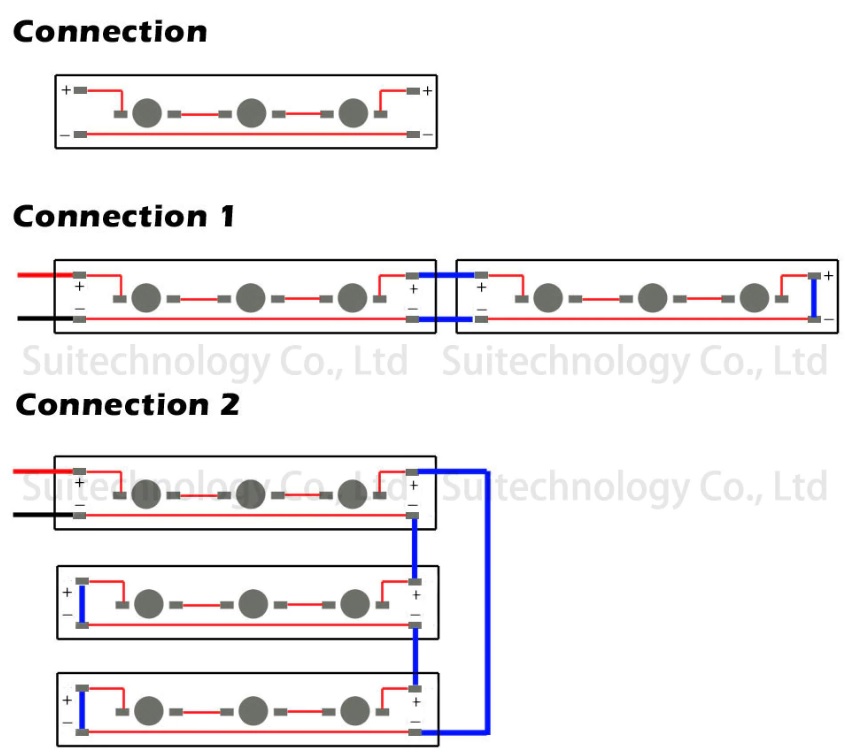 Connection
+ +
– –
Connection 1
+ + + +
– – – –
Suitechnology Co., Ltd Suitechnology Co., Ltd
Connection 2
+ +
Suitechnology Co., Ltd Suitechnology Co., Ltd
– –
+ +
– –
+ +
– –